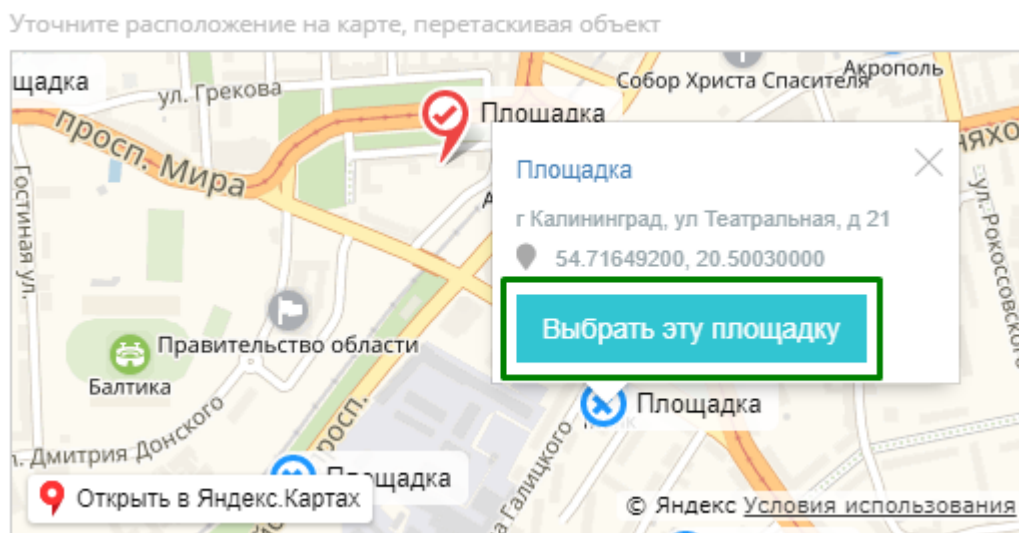 Уточните расположение на карте, перетаскивая объект
щадка
ул. Грекова
Собор Христа Спасителя
Акрополь
Площадка
просп. Мира
Площадка
г Калининград, ул Театральная, д 21
54.71649200, 20.50030000
Выбрать эту площадку
Гостиная ул.
ул. Рокоссовског
Правительство области
Балтика
Площадка
Дмитрия Донского
просп.
Галицкого
Площадка
Открыть в Яндекс.Картах
© Яндекс Условия использования